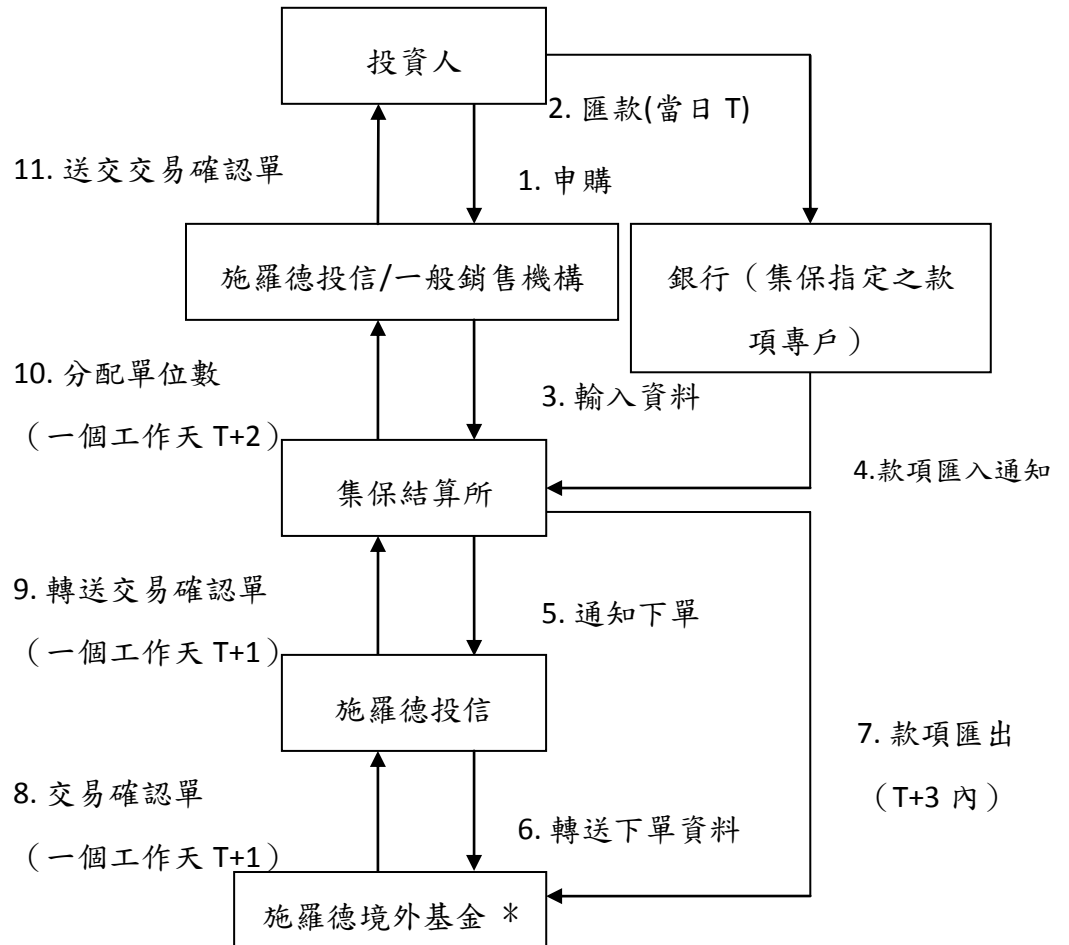 投資人
2. 匯款(當日 T)
11. 送交交易確認單
1. 申購
施羅德投信/一般銷售機構
銀行（集保指定之款
項專戶）
10. 分配單位數
（一個工作天 T+2）
3. 輸入資料
4.款項匯入通知
集保結算所
9. 轉送交易確認單
（一個工作天 T+1）
5. 通知下單
施羅德投信
7. 款項匯出
（T+3 內）
8. 交易確認單
（一個工作天 T+1）
6. 轉送下單資料
施羅德境外基金 ＊